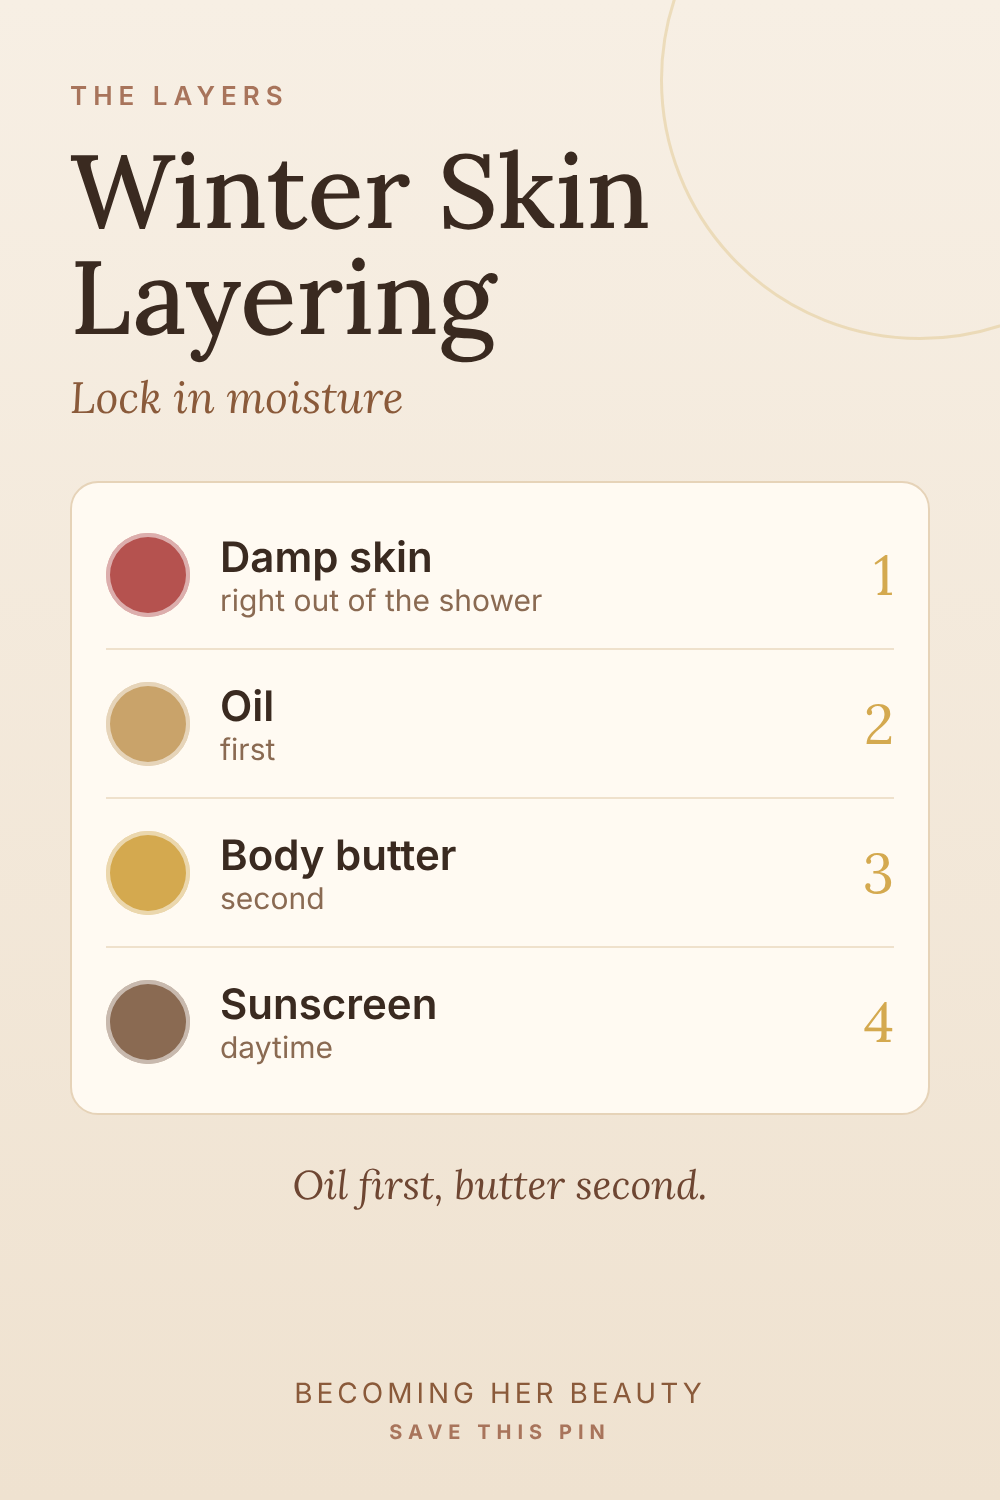 THE LAYERS
Winter Skin
Layering
Lock in moisture
Damp skin
right out of the shower
1
Oil
first
2
Body butter
second
3
Sunscreen
daytime
4
Oil first, butter second.
BECOMING HER BEAUTY
SAVE THIS PIN